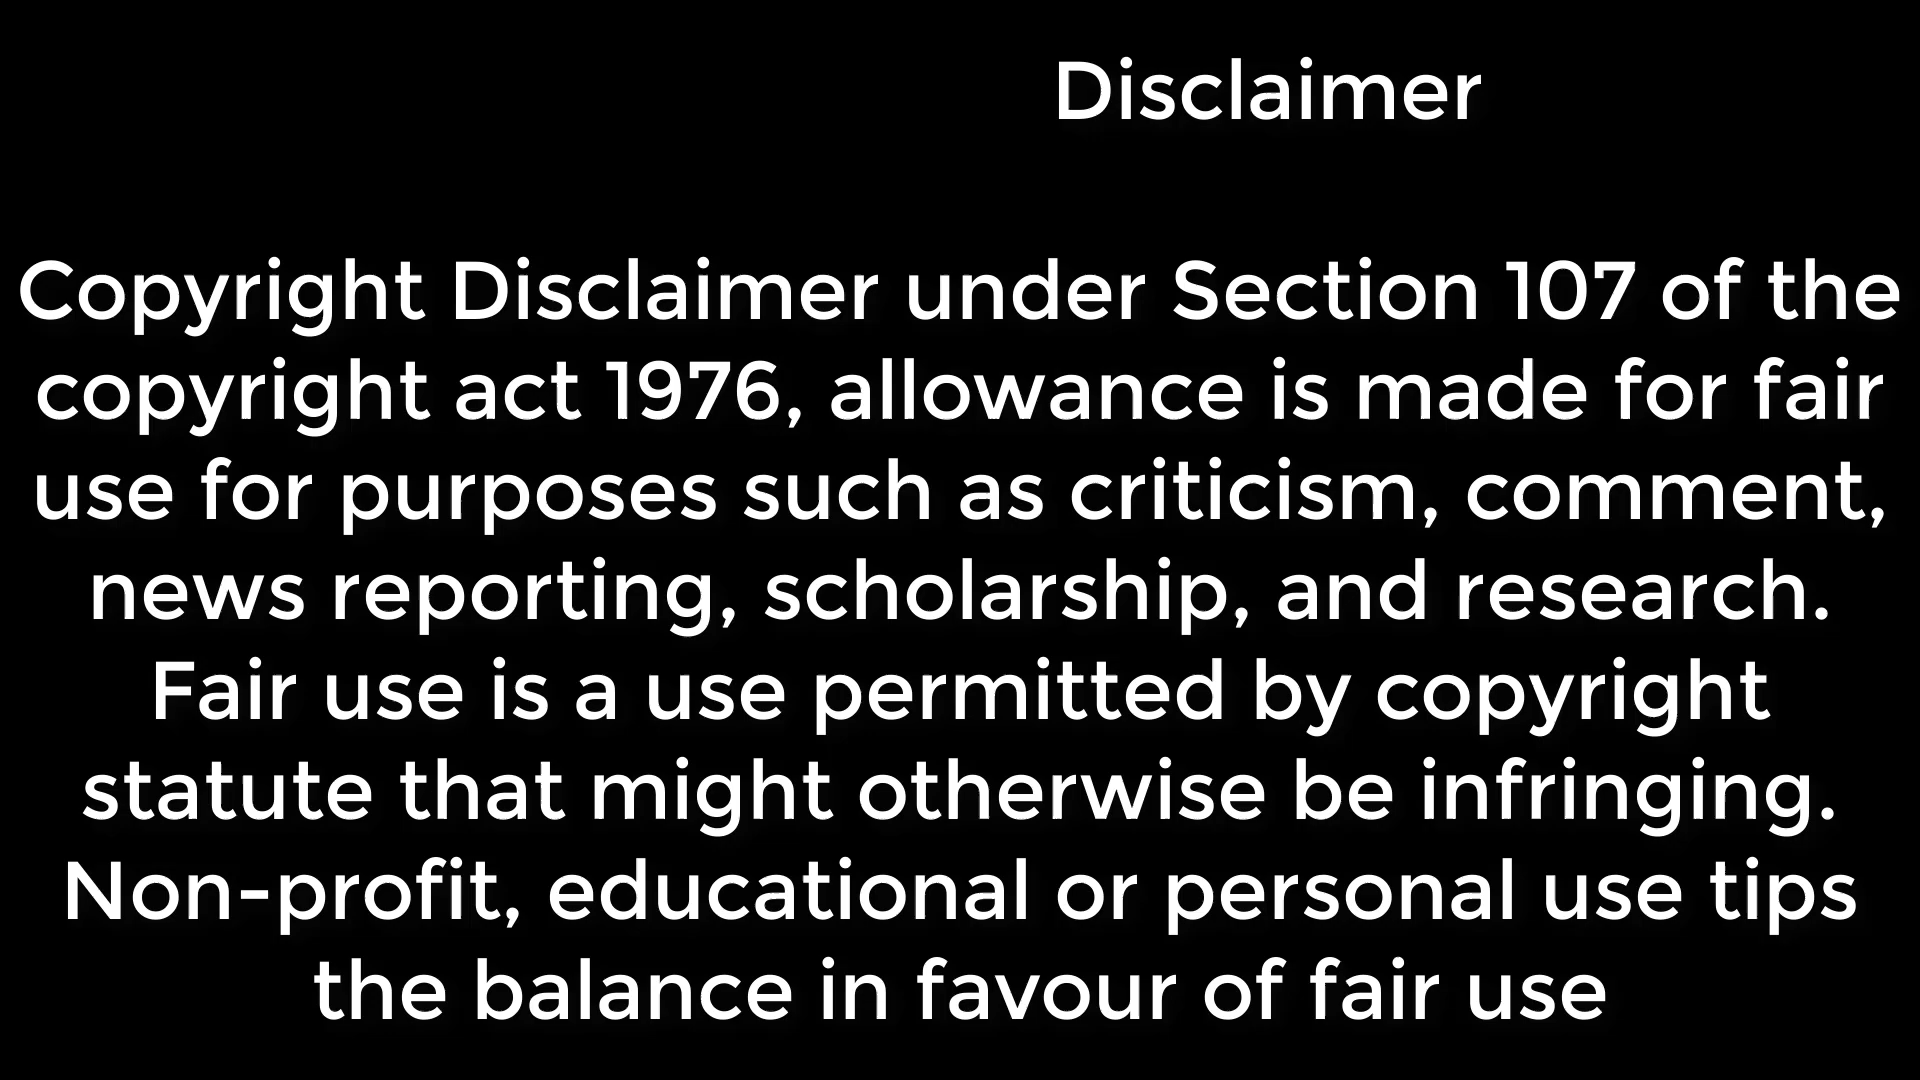 Disclaimer
Copyright Disclaimer under Section 107 of the
copyright act 1976, allowance is made for fair
use for purposes such as criticism, comment,
news reporting, scholarship, and research.
Fair use is a use permitted by copyright
statute that might otherwise be infringing.
Non-profit, educational or personal use tips
the balance in favour of fair use